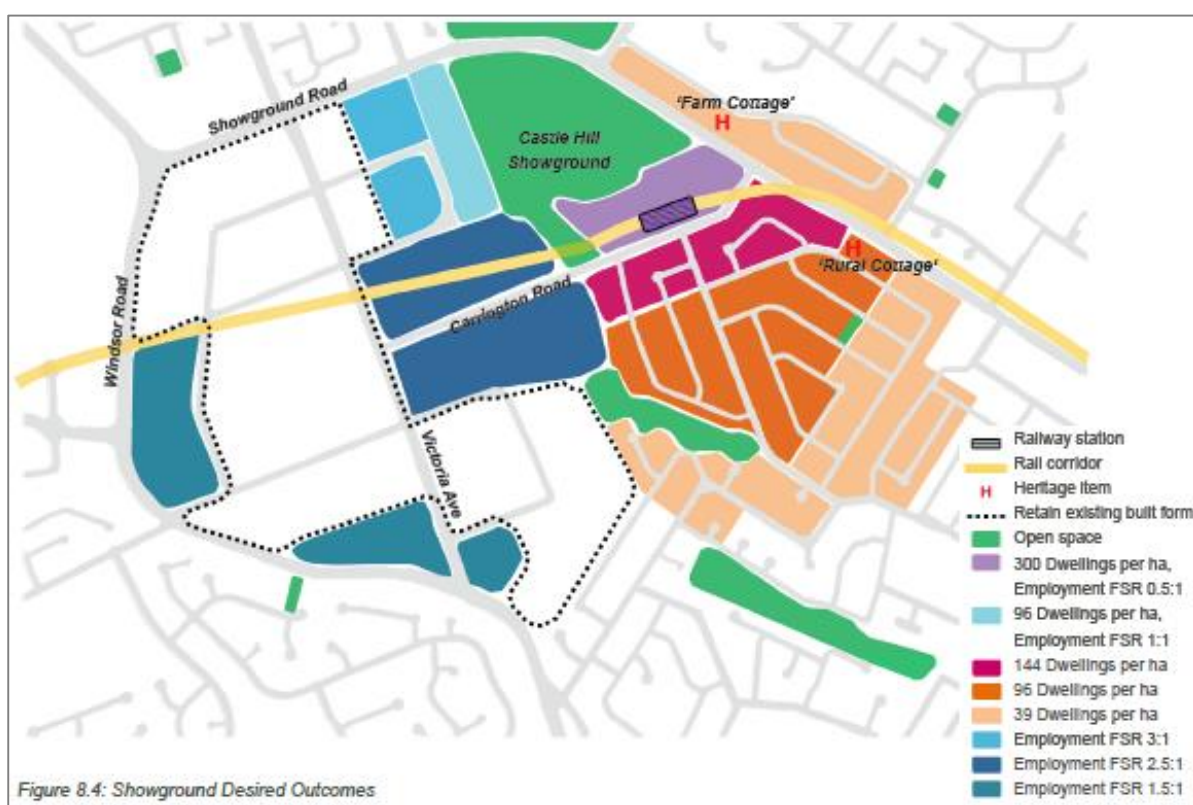 Showground Road
'Farm Cottage'
H
Castle Hill
Showground
H
'Rural Cottage'
Carrington Road
Windsor Road
Victoria Ave
Railway station
Rail corridor
H Heritage item
Retain existing built form
Open space
300 Dwellings per ha,
Employment FSR 0.5:1
96 Dwellings per ha,
Employment FSR 1:1
144 Dwellings per ha
96 Dwellings per ha
39 Dwellings per ha
Employment FSR 3:1
Employment FSR 2.5:1
Employment FSR 1.5:1
Figure 8.4: Showground Desired Outcomes